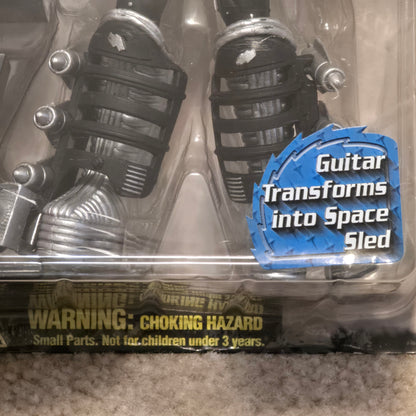 Guitar
Transforms
into Space
Sled
WARNING: CHOKING HAZARD
Small Parts. Not for children under 3 years.